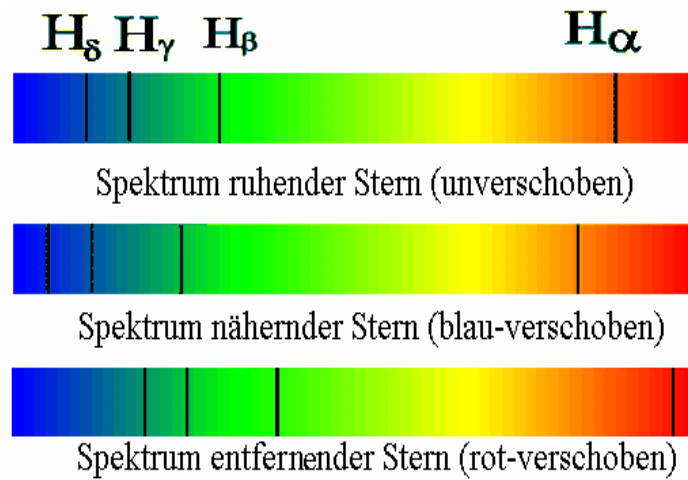 Hδ Hγ Hβ Hα
Spektrum ruhender Stern (unverschoben)
Spektrum nähernder Stern (blau-verschoben)
Spektrum entfernender Stern (rot-verschoben)